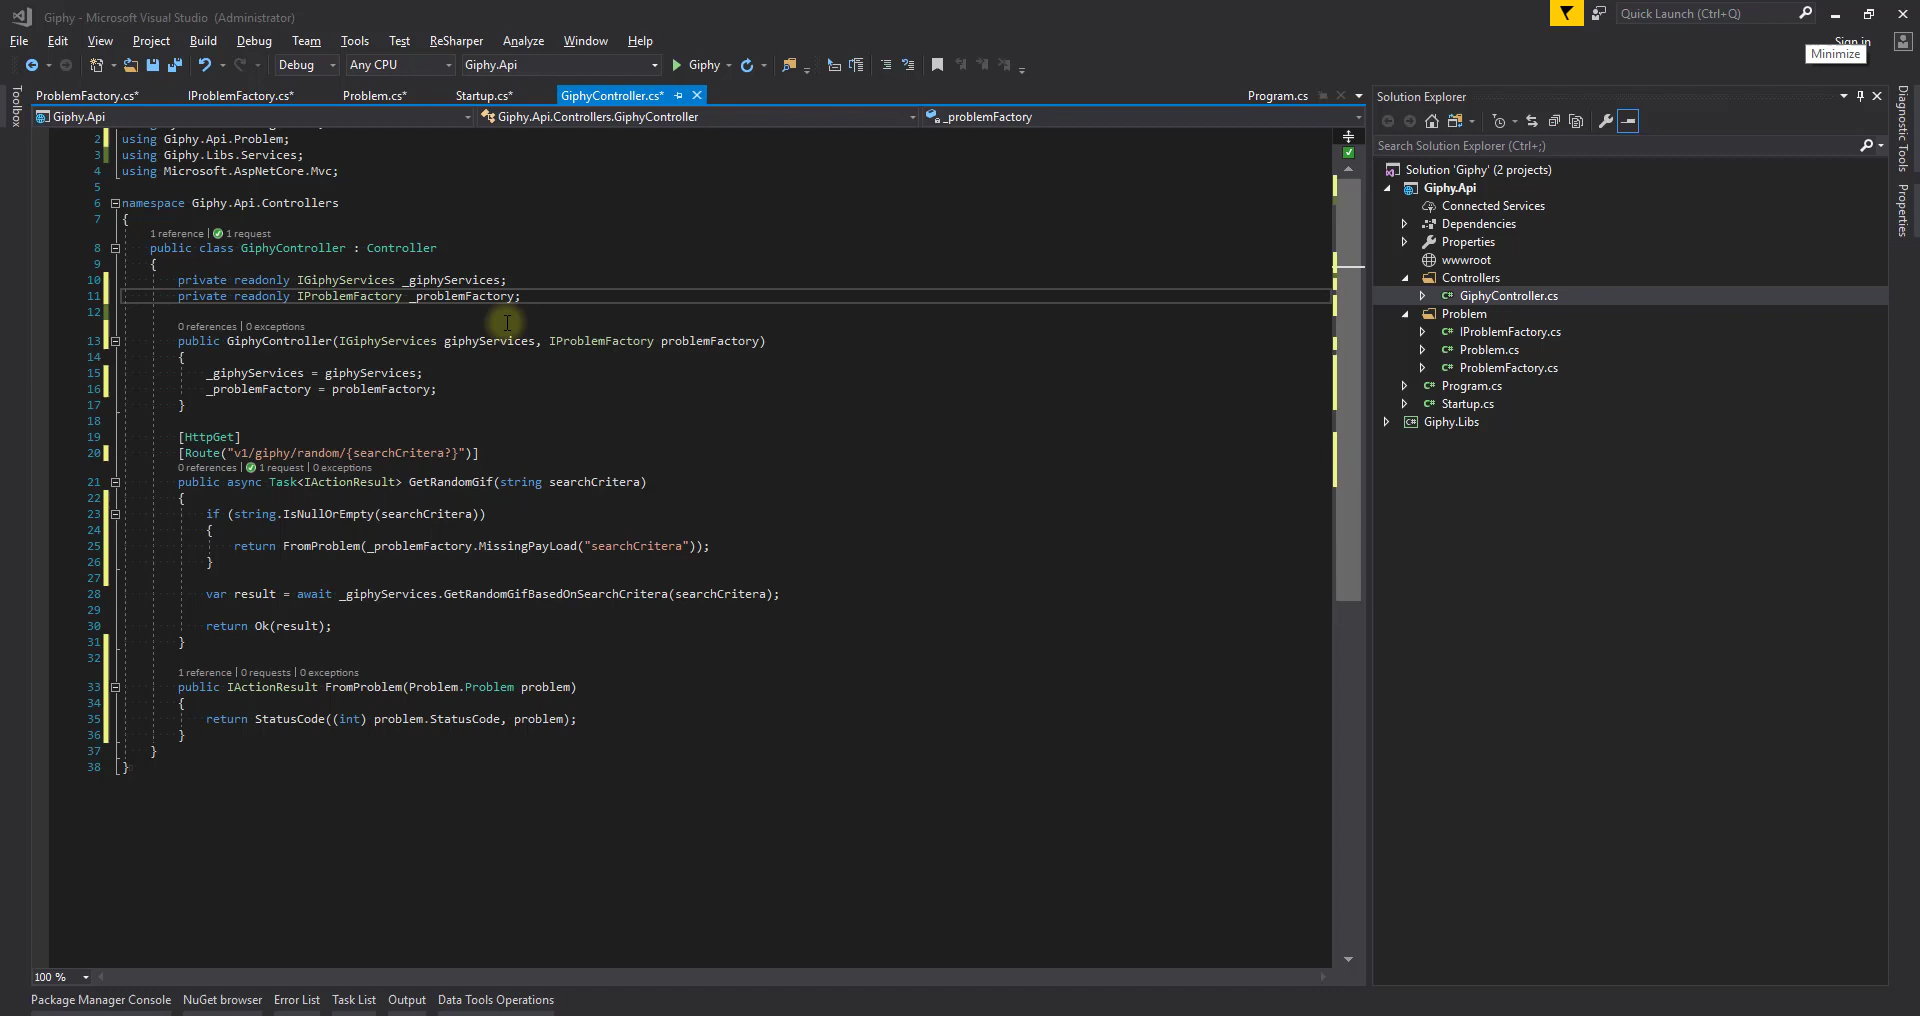 Giphy - Microsoft Visual Studio (Administrator)
Quick Launch (Ctrl+Q)
File Edit View Project Build Debug Team Tools Test ReSharper Analyze Window Help
Sign in
Minimize
Debug Any CPU Giphy.Api Giphy
ProblemFactory.cs* IProblemFactory.cs* Problem.cs* Startup.cs* GiphyController.cs* Program.cs
Giphy.Api Giphy.Api.Controllers.GiphyController _problemFactory
Toolbox
2 using Giphy.Api.Problem;
3 using Giphy.Libs.Services;
4 using Microsoft.AspNetCore.Mvc;
5
6 namespace Giphy.Api.Controllers
7 {
1 reference | 1 request
8 public class GiphyController : Controller
9 {
10 private readonly IGiphyServices _giphyServices;
11 private readonly IProblemFactory _problemFactory;
12
0 references | 0 exceptions
13 public GiphyController(IGiphyServices giphyServices, IProblemFactory problemFactory)
14 {
15 _giphyServices = giphyServices;
16 _problemFactory = problemFactory;
17 }
18
19 [HttpGet]
20 [Route("v1/giphy/random/{searchCritera?}")]
0 references | 1 request | 0 exceptions
21 public async Task<IActionResult> GetRandomGif(string searchCritera)
22 {
23 if (string.IsNullOrEmpty(searchCritera))
24 {
25 return FromProblem(_problemFactory.MissingPayLoad("searchCritera"));
26 }
27
28 var result = await _giphyServices.GetRandomGifBasedOnSearchCritera(searchCritera);
29
30 return Ok(result);
31 }
32
1 reference | 0 requests | 0 exceptions
33 public IActionResult FromProblem(Problem.Problem problem)
34 {
35 return StatusCode((int) problem.StatusCode, problem);
36 }
37 }
38 }
100 %
Package Manager Console NuGet browser Error List Task List Output Data Tools Operations
Solution Explorer
Search Solution Explorer (Ctrl+;)
Solution 'Giphy' (2 projects)
Giphy.Api
Connected Services
Dependencies
Properties
wwwroot
Controllers
C# GiphyController.cs
Problem
C# IProblemFactory.cs
C# Problem.cs
C# ProblemFactory.cs
C# Program.cs
C# Startup.cs
C# Giphy.Libs
Diagnostic Tools
Properties